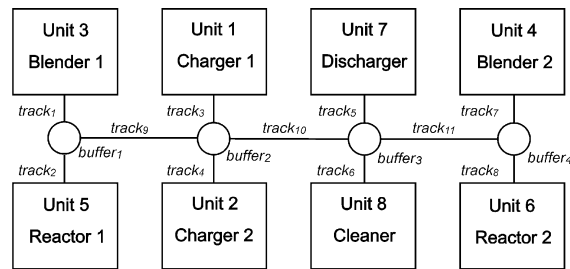 Unit 3
Blender 1
Unit 1
Charger 1
Unit 7
Discharger
Unit 4
Blender 2
track1
track3
track5
track7
track9
track10
track11
buffer1
buffer2
buffer3
buffer4
track2
track4
track6
track8
Unit 5
Reactor 1
Unit 2
Charger 2
Unit 8
Cleaner
Unit 6
Reactor 2